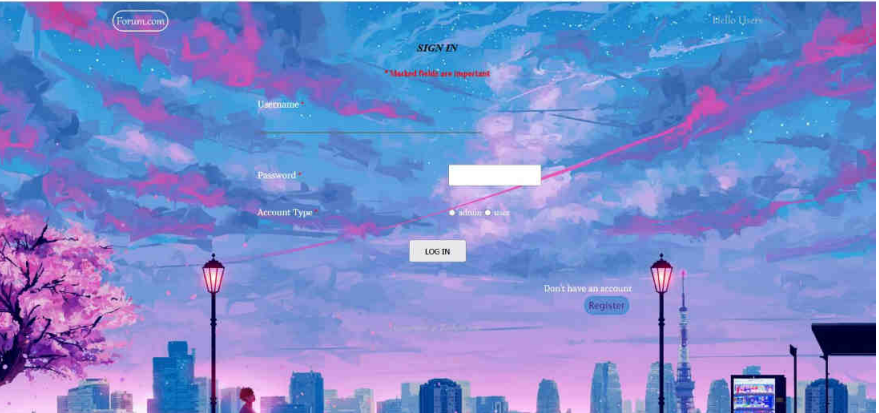 Forum.com
Hello Users
SIGN IN
* Marked fields are important
Username *
Password *
Account Type
admin user
LOG IN
Don't have an account
Register